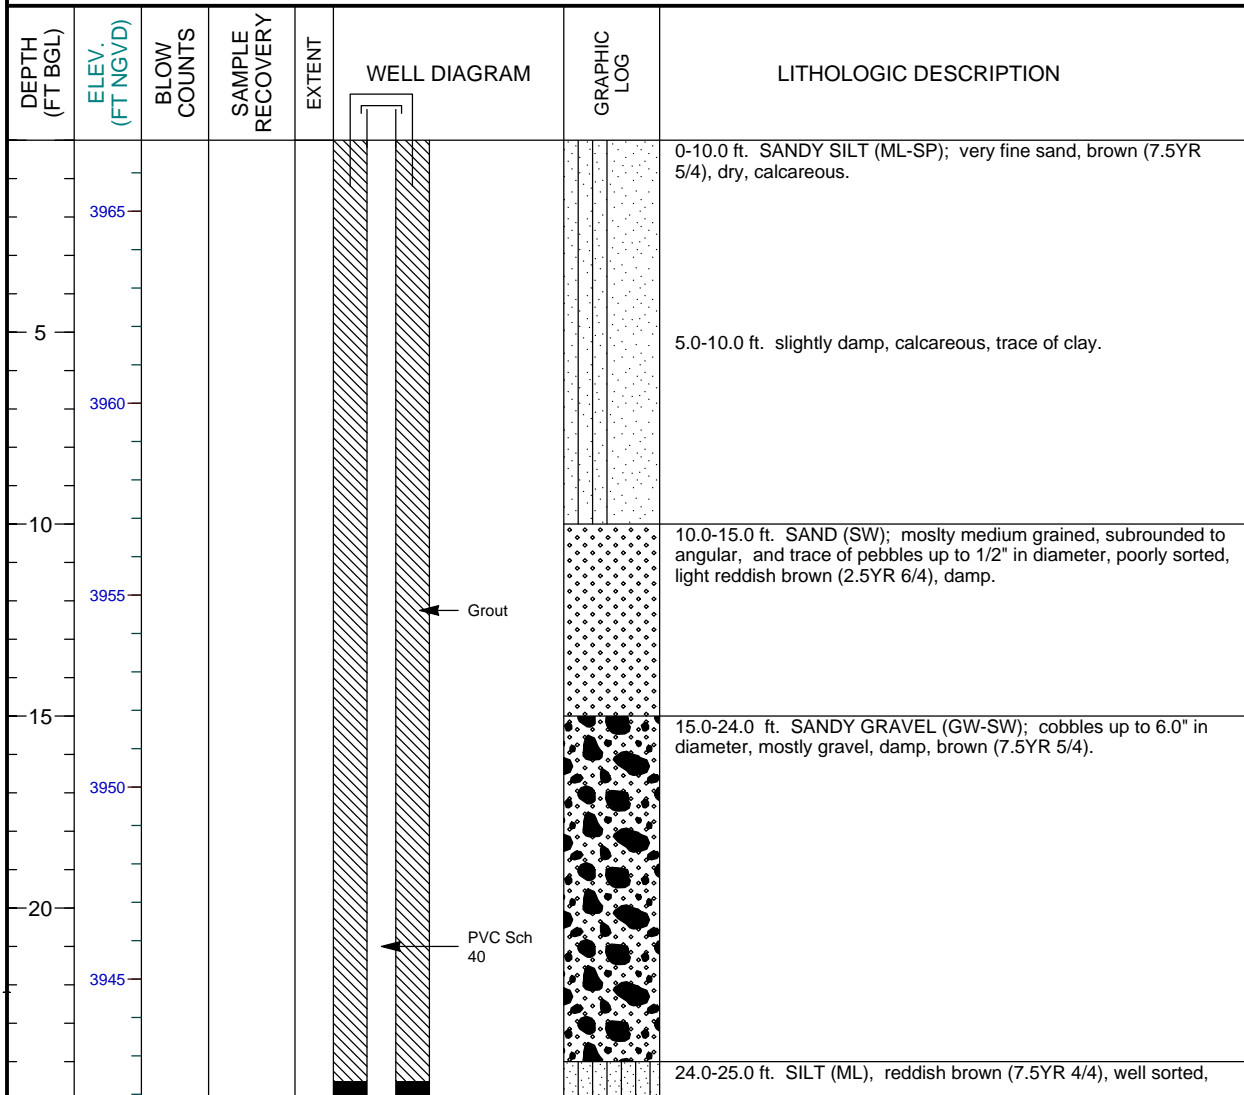 DEPTH
(FT BGL)
ELEV.
(FT NGVD)
BLOW
COUNTS
SAMPLE
RECOVERY
EXTENT
WELL DIAGRAM
GRAPHIC
LOG
LITHOLOGIC DESCRIPTION
0-10.0 ft. SANDY SILT (ML-SP); very fine sand, brown (7.5YR
5/4), dry, calcareous.
3965
5
5.0-10.0 ft. slightly damp, calcareous, trace of clay.
3960
10
10.0-15.0 ft. SAND (SW); moslty medium grained, subrounded to
angular, and trace of pebbles up to 1/2" in diameter, poorly sorted,
light reddish brown (2.5YR 6/4), damp.
3955
Grout
15
15.0-24.0 ft. SANDY GRAVEL (GW-SW); cobbles up to 6.0" in
diameter, mostly gravel, damp, brown (7.5YR 5/4).
3950
20
PVC Sch
40
3945
24.0-25.0 ft. SILT (ML), reddish brown (7.5YR 4/4), well sorted,